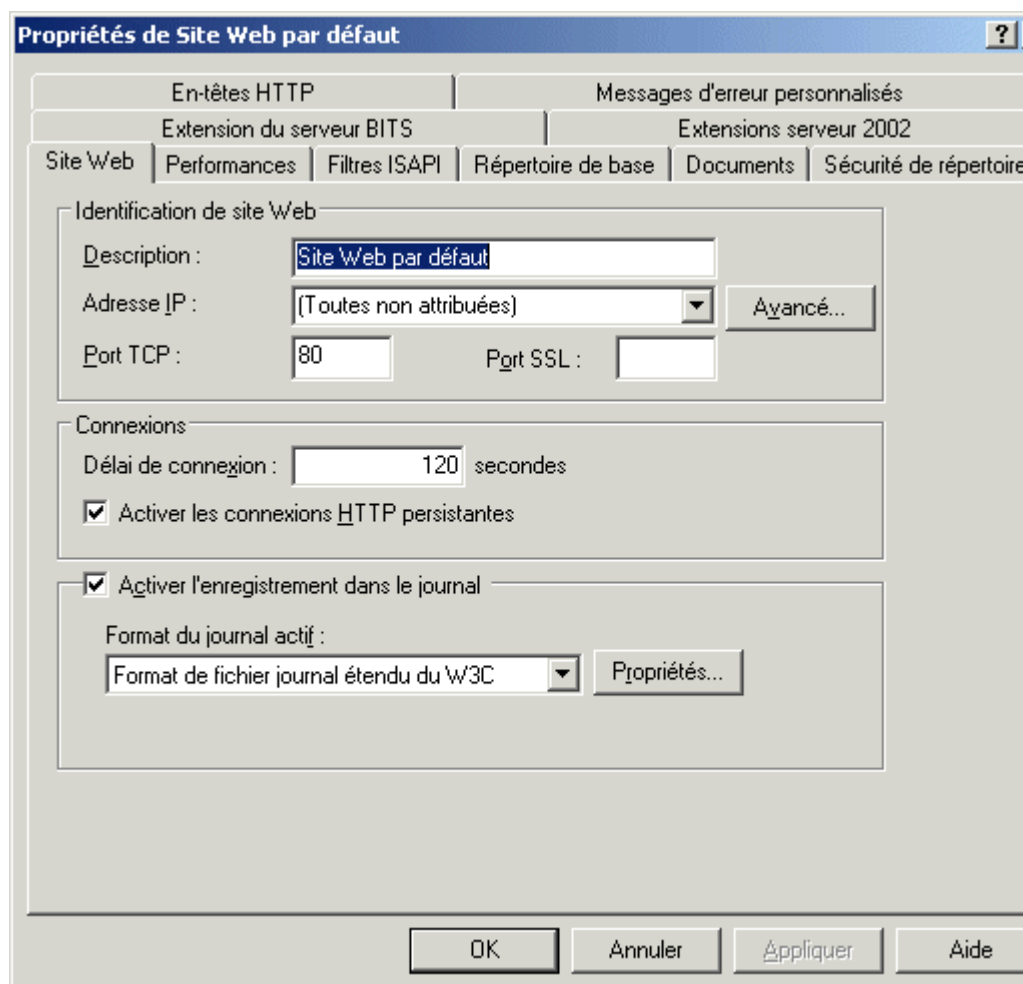 Propriétés de Site Web par défaut ?
En-têtes HTTP Messages d'erreur personnalisés
Extension du serveur BITS Extensions serveur 2002
Site Web Performances Filtres ISAPI Répertoire de base Documents Sécurité de répertoire
Identification de site Web
Description : Site Web par défaut
Adresse IP : (Toutes non attribuées) Avancé...
Port TCP : 80 Port SSL :
Connexions
Délai de connexion : 120 secondes
Activer les connexions HTTP persistantes
Activer l'enregistrement dans le journal
Format du journal actif :
Format de fichier journal étendu du W3C Propriétés...
OK Annuler Appliquer Aide